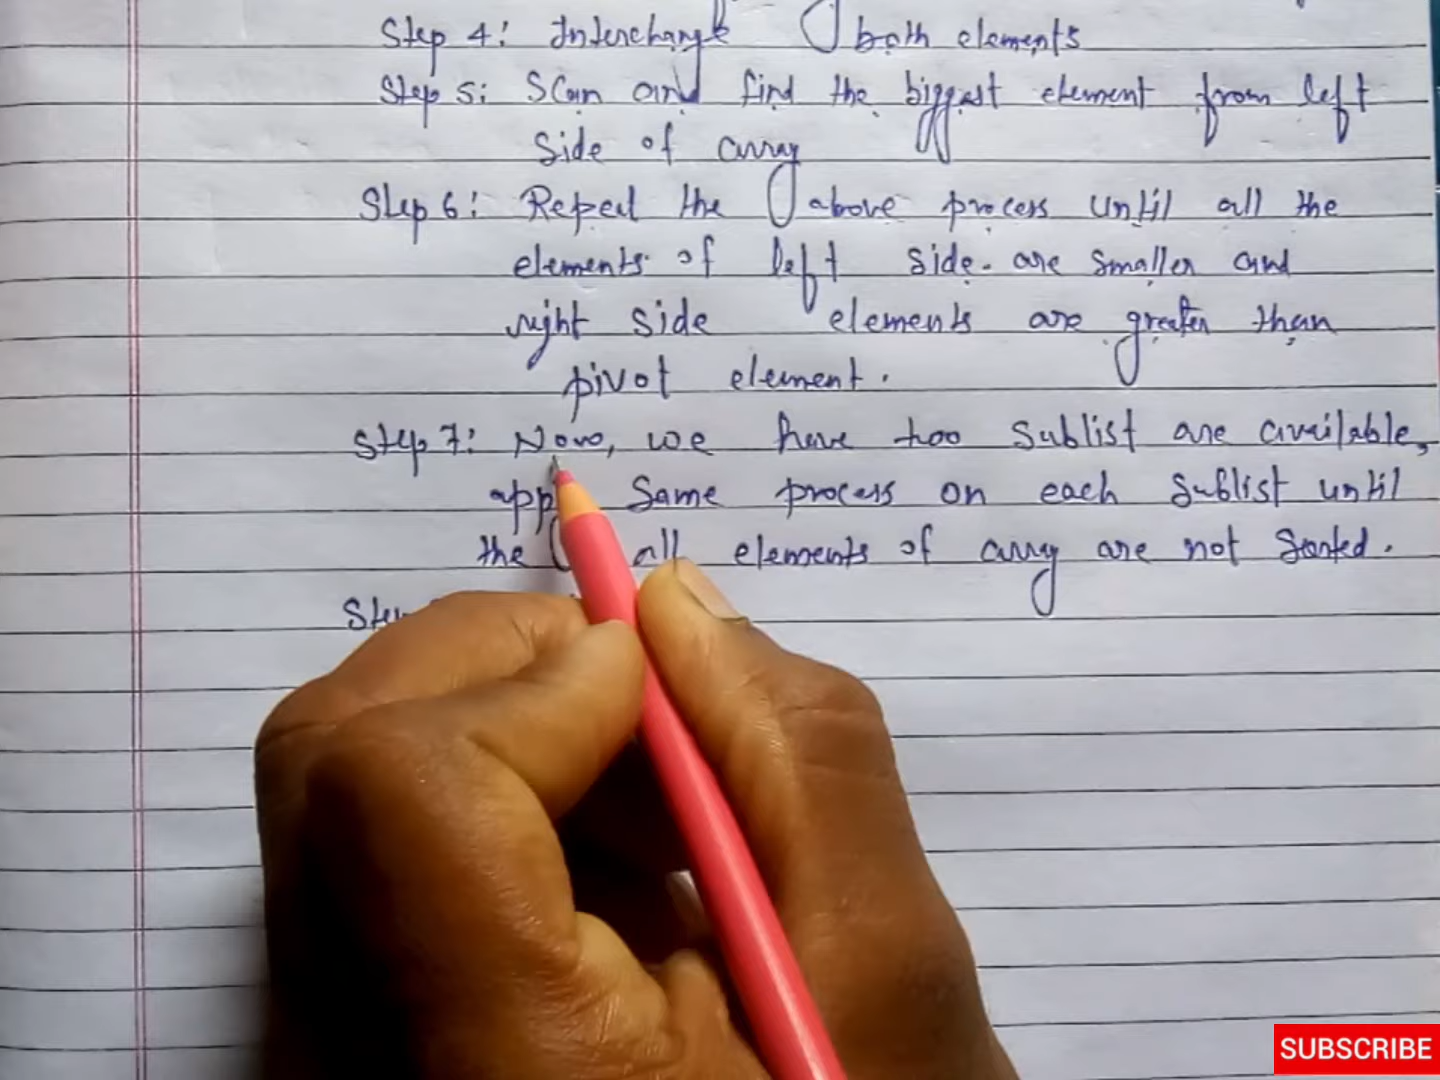 Step 4: Interchange both elements
Step 5: Scan and find the biggest element from left
side of array
Step 6: Repeat the above process until all the
elements of left side are smaller and
right side elements are greater than
pivot element.
Step 7: Now, we have too sublist are available,
app same process on each sublist until
the all elements of array are not sorted.
Ste
SUBSCRIBE